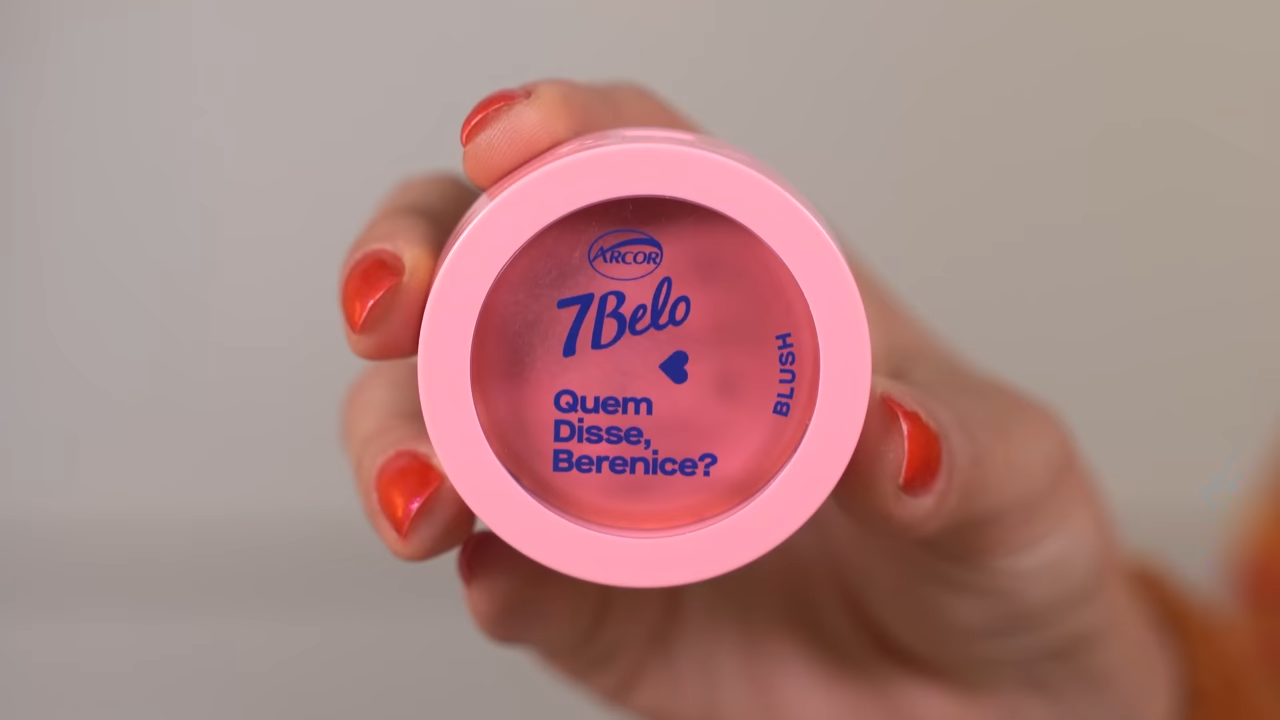 ARCOR
7Belo
Quem
Disse,
Berenice?
BLUSH